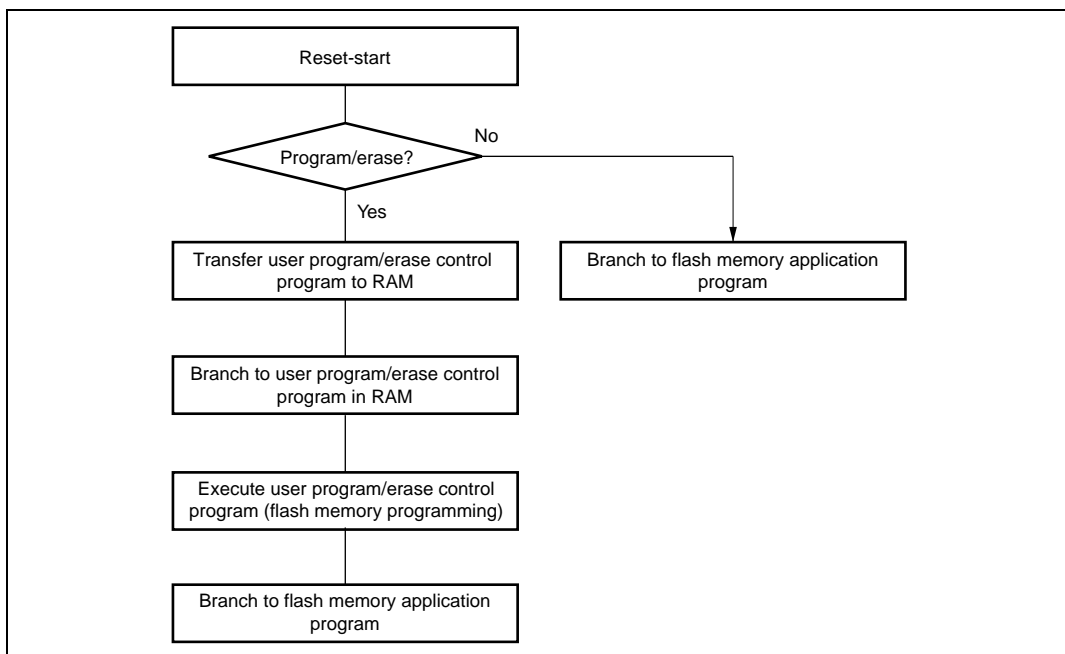 Reset-start
No
Program/erase?
Yes
Transfer user program/erase control
program to RAM
Branch to flash memory application
program
Branch to user program/erase control
program in RAM
Execute user program/erase control
program (flash memory programming)
Branch to flash memory application
program